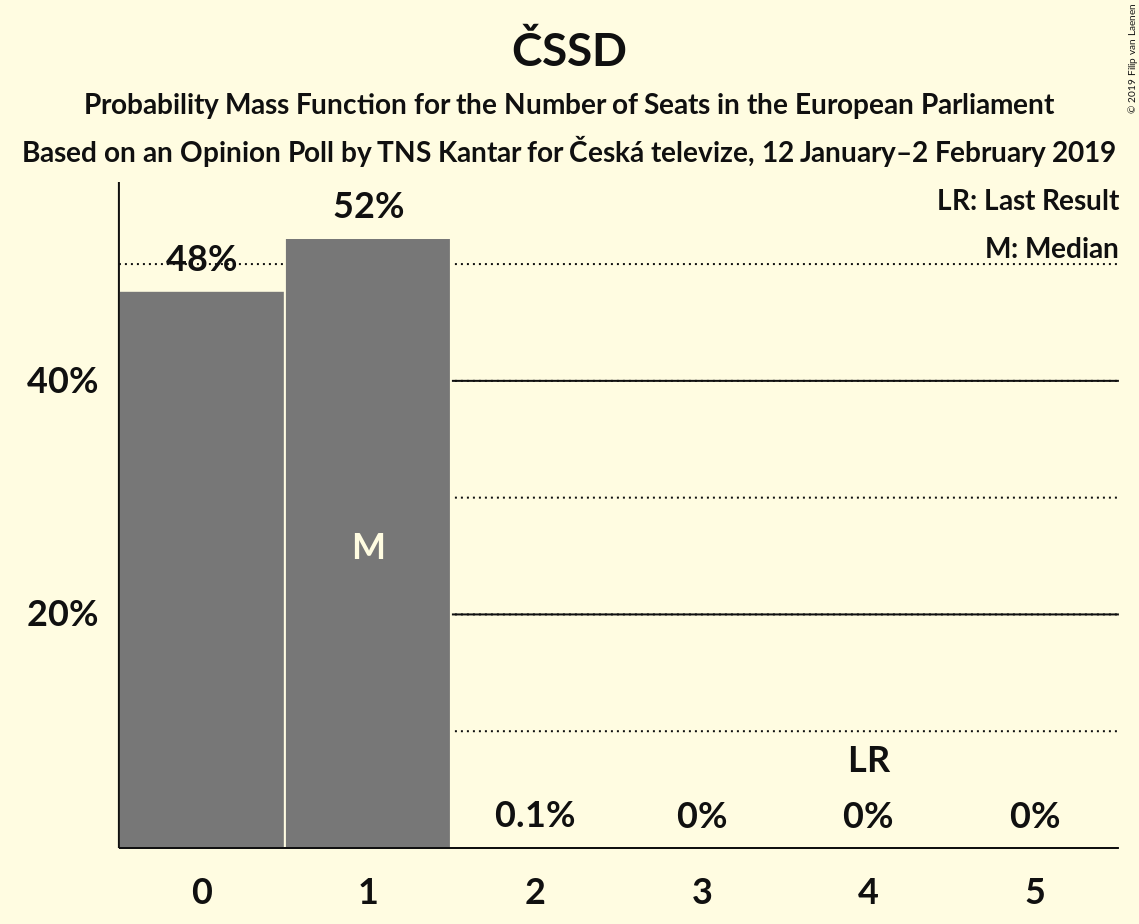 ČSSD
Probability Mass Function for the Number of Seats in the European Parliament
Based on an Opinion Poll by TNS Kantar for Česká televize, 12 January–2 February 2019
© 2019 Filip van Laenen
LR: Last Result
M: Median
52%
48%
40%
M
20%
LR
0.1%
0%
0%
0%
0
1
2
3
4
5